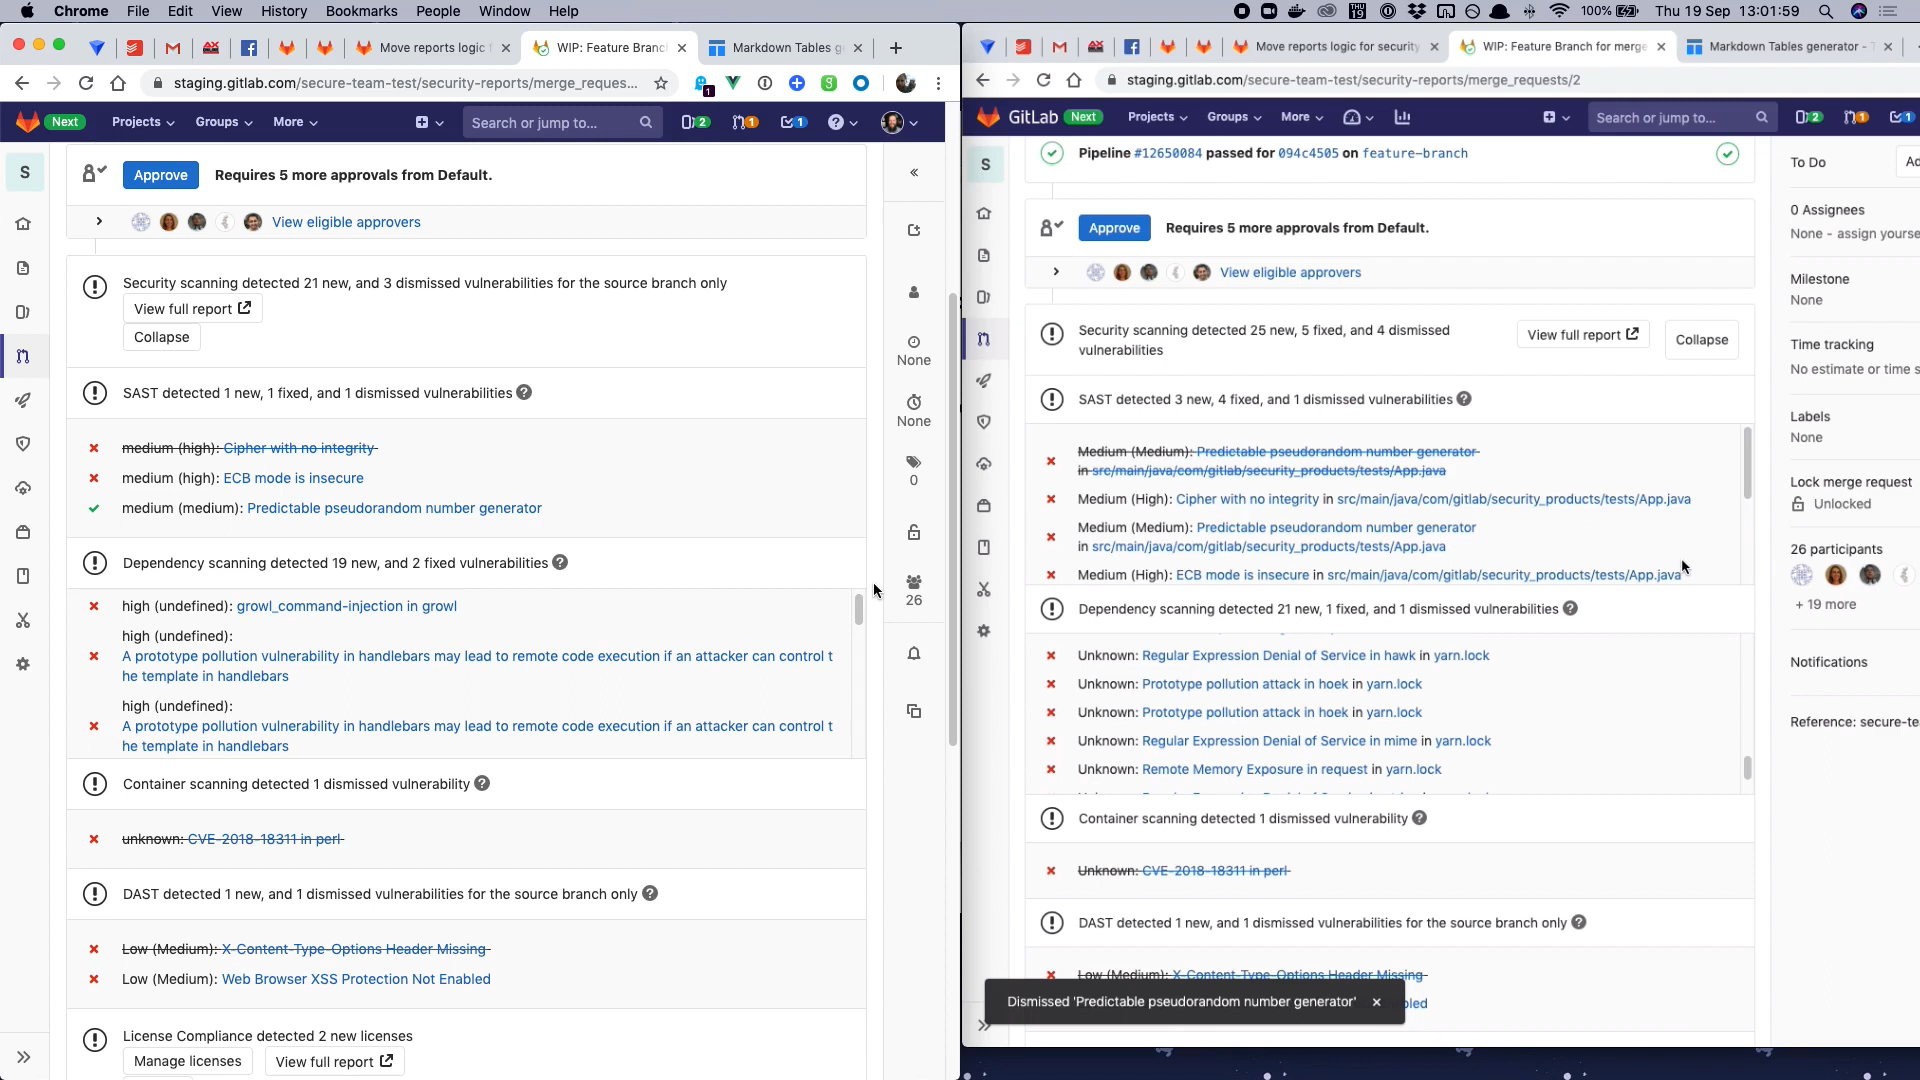 Chrome File Edit View History Bookmarks People Window Help
THU 19 100% Thu 19 Sep 13:01:59
Move reports logic f
WIP: Feature Branch
Markdown Tables ge
staging.gitlab.com/secure-team-test/security-reports/merge_reques...
1
Next Projects Groups More Search or jump to... 2 1 1
S
Approve Requires 5 more approvals from Default.
View eligible approvers
Security scanning detected 21 new, and 3 dismissed vulnerabilities for the source branch only
View full report
Collapse
SAST detected 1 new, 1 fixed, and 1 dismissed vulnerabilities
medium (high): Cipher with no integrity
medium (high): ECB mode is insecure
medium (medium): Predictable pseudorandom number generator
Dependency scanning detected 19 new, and 2 fixed vulnerabilities
high (undefined): growl_command-injection in growl
high (undefined):
A prototype pollution vulnerability in handlebars may lead to remote code execution if an attacker can control t
he template in handlebars
high (undefined):
A prototype pollution vulnerability in handlebars may lead to remote code execution if an attacker can control t
he template in handlebars
Container scanning detected 1 dismissed vulnerability
unknown: CVE-2018-18311 in perl
DAST detected 1 new, and 1 dismissed vulnerabilities for the source branch only
Low (Medium): X-Content-Type-Options Header Missing
Low (Medium): Web Browser XSS Protection Not Enabled
License Compliance detected 2 new licenses
Manage licenses View full report
None
None
0
26
Move reports logic for security
WIP: Feature Branch for merge
Markdown Tables generator - T
staging.gitlab.com/secure-team-test/security-reports/merge_requests/2
GitLab Next Projects Groups More Search or jump to... 2 1 1
S
Pipeline #12650084 passed for 094c4505 on feature-branch
Approve Requires 5 more approvals from Default.
View eligible approvers
Security scanning detected 25 new, 5 fixed, and 4 dismissed
vulnerabilities
View full report
Collapse
SAST detected 3 new, 4 fixed, and 1 dismissed vulnerabilities
Medium (Medium): Predictable pseudorandom number generator
in src/main/java/com/gitlab/security_products/tests/App.java
Medium (High): Cipher with no integrity in src/main/java/com/gitlab/security_products/tests/App.java
Medium (Medium): Predictable pseudorandom number generator
in src/main/java/com/gitlab/security_products/tests/App.java
Medium (High): ECB mode is insecure in src/main/java/com/gitlab/security_products/tests/App.java
Dependency scanning detected 21 new, 1 fixed, and 1 dismissed vulnerabilities
Unknown: Regular Expression Denial of Service in hawk in yarn.lock
Unknown: Prototype pollution attack in hoek in yarn.lock
Unknown: Prototype pollution attack in hoek in yarn.lock
Unknown: Regular Expression Denial of Service in mime in yarn.lock
Unknown: Remote Memory Exposure in request in yarn.lock
Container scanning detected 1 dismissed vulnerability
Unknown: CVE-2018-18311 in perl
DAST detected 1 new, and 1 dismissed vulnerabilities for the source branch only
Low (Medium): X-Content-Type-Options Header Missing
bled
Dismissed 'Predictable pseudorandom number generator'
To Do Ad
0 Assignees
None - assign yourse
Milestone
None
Time tracking
No estimate or time s
Labels
None
Lock merge request
Unlocked
26 participants
+ 19 more
Notifications
Reference: secure-te